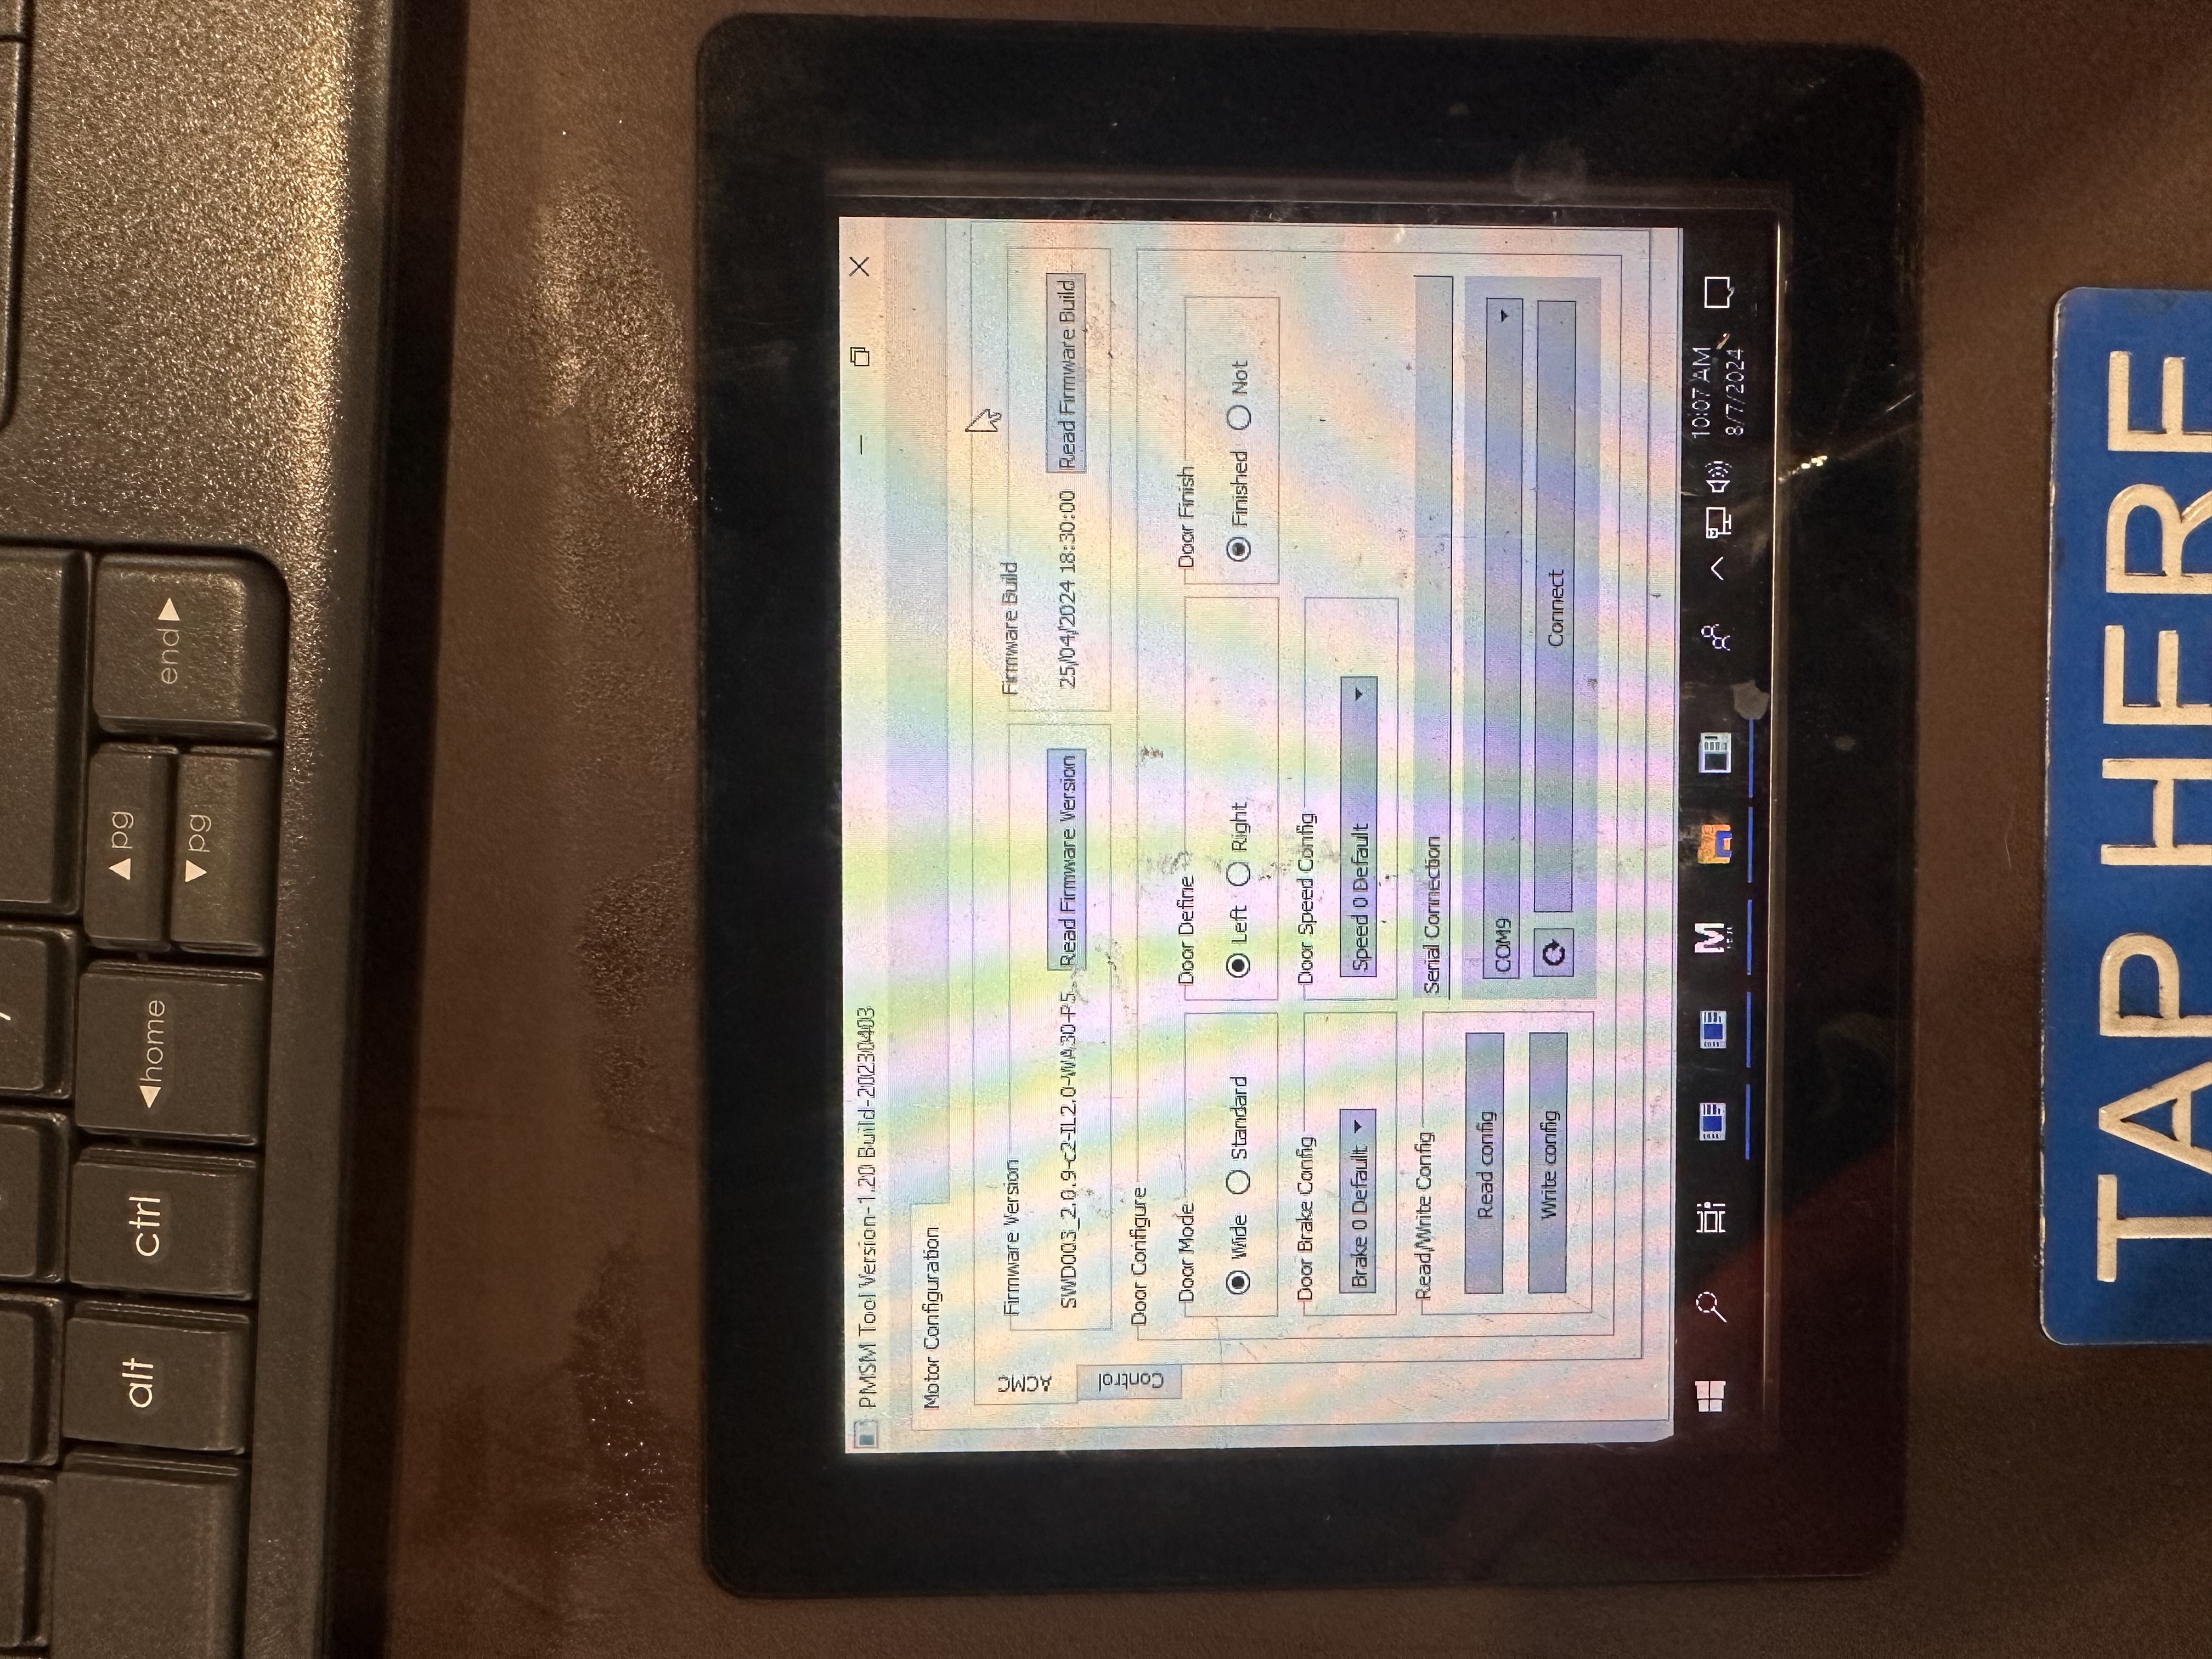 alt
ctrl
◀home
▲pg
▼pg
end▶
PMSM Tool Version-1.20 Build-20230403
Motor Configuration
ACMC
Control
Firmware Version
SWD003_2.0.9-c2-IL2.0-WA30-P5
Read Firmware Version
Firmware Build
25/04/2024 18:30:00
Read Firmware Build
Door Configure
Door Mode
Wide Standard
Door Define
Left Right
Door Finish
Finished Not
Door Brake Config
Brake 0 Default
Door Speed Config
Speed 0 Default
Read/Write Config
Read config
Write config
Serial Connection
COM9
Connect
M
10:07 AM
8/7/2024
TAP HERE